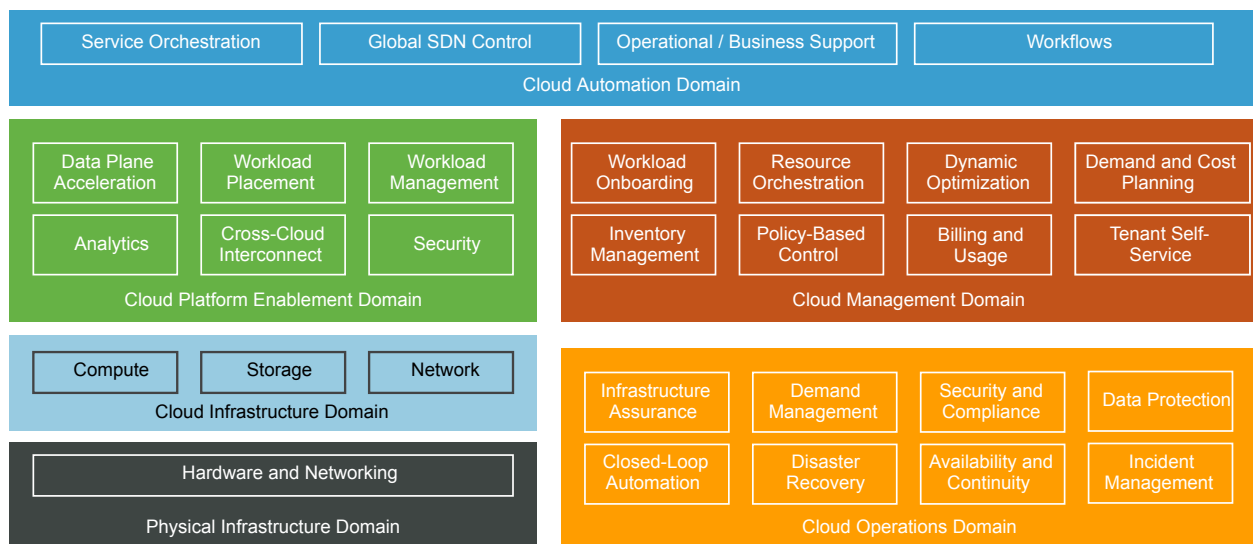 Service Orchestration
Global SDN Control
Operational / Business Support
Workflows
Cloud Automation Domain
Data Plane
Acceleration
Workload
Placement
Workload
Management
Analytics
Cross-Cloud
Interconnect
Security
Cloud Platform Enablement Domain
Workload
Onboarding
Resource
Orchestration
Dynamic
Optimization
Demand and Cost
Planning
Inventory
Management
Policy-Based
Control
Billing and
Usage
Tenant Self-
Service
Cloud Management Domain
Compute
Storage
Network
Cloud Infrastructure Domain
Hardware and Networking
Physical Infrastructure Domain
Infrastructure
Assurance
Demand
Management
Security and
Compliance
Data Protection
Closed-Loop
Automation
Disaster
Recovery
Availability and
Continuity
Incident
Management
Cloud Operations Domain